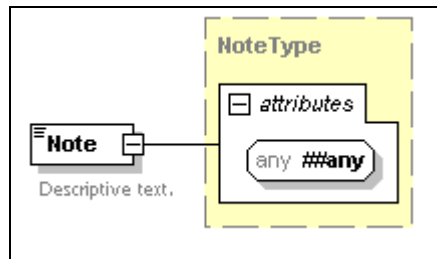 NoteType
attributes
Note
any ##any
Descriptive text.